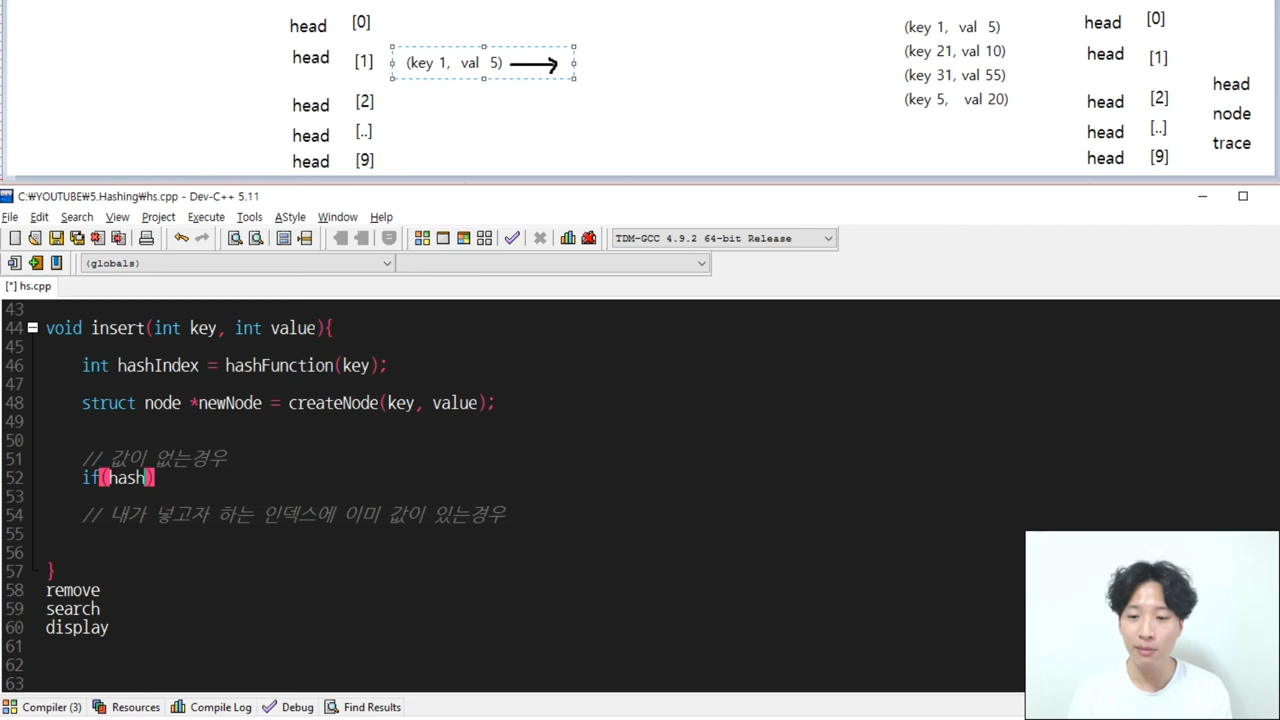 head [0]
head [1] (key 1, val 5)
head [2]
head [..]
head [9]
(key 1, val 5)
(key 21, val 10)
(key 31, val 55)
(key 5, val 20)
head [0]
head [1]
head [2]
head [..]
head [9]
head
node
trace
C:₩YOUTUBE₩5.Hashing₩hs.cpp - Dev-C++ 5.11
File Edit Search View Project Execute Tools AStyle Window Help
TDM-GCC 4.9.2 64-bit Release
(globals)
[*] hs.cpp
43
44 void insert(int key, int value){
45
46 int hashIndex = hashFunction(key);
47
48 struct node *newNode = createNode(key, value);
49
50
51 // 값이 없는경우
52 if(hash)
53
54 // 내가 넣고자 하는 인덱스에 이미 값이 있는경우
55
56
57 }
58 remove
59 search
60 display
61
62
63
Compiler (3) Resources Compile Log Debug Find Results